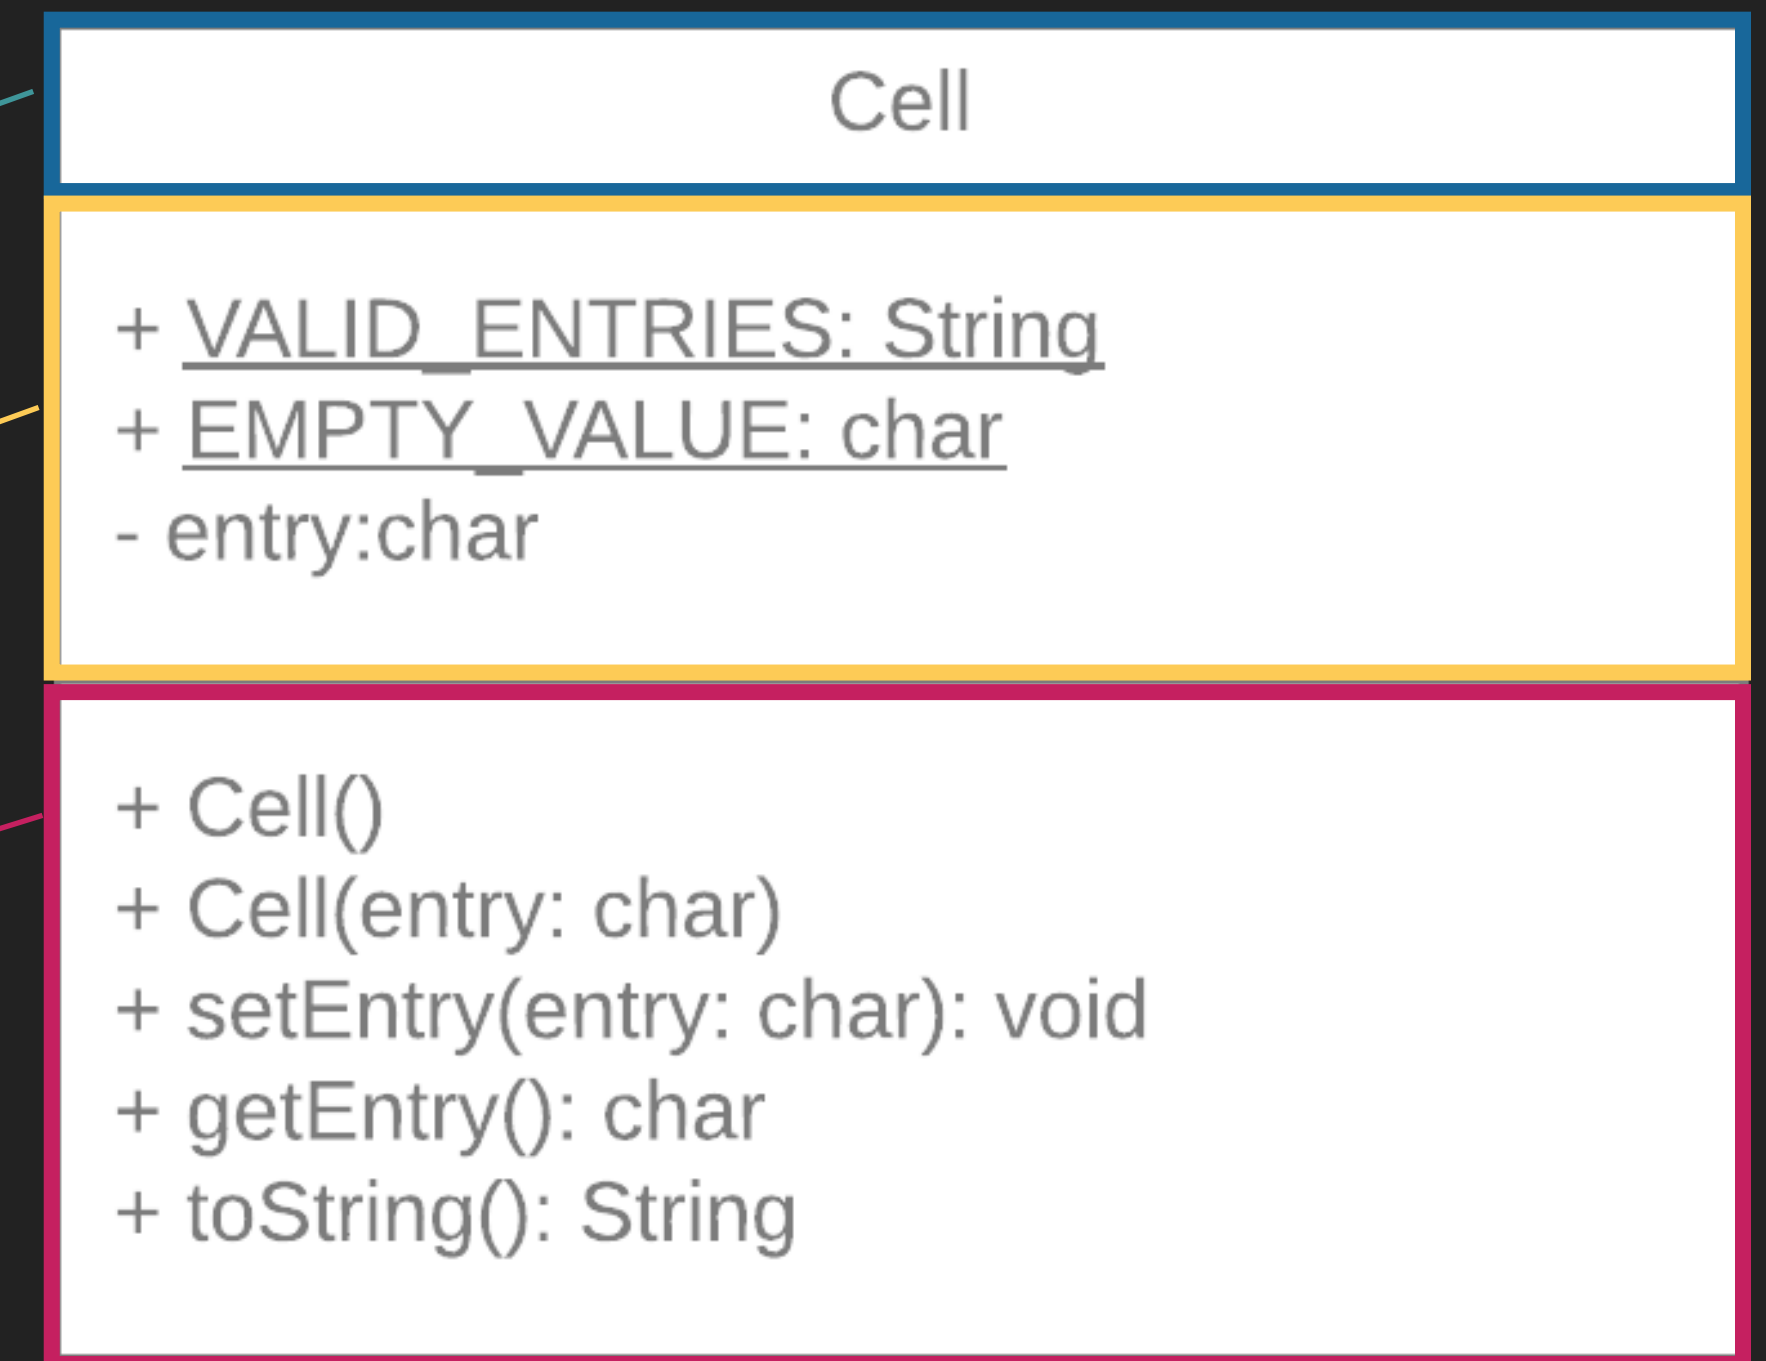 Cell
+ VALID_ENTRIES: String
+ EMPTY_VALUE: char
- entry:char
+ Cell()
+ Cell(entry: char)
+ setEntry(entry: char): void
+ getEntry(): char
+ toString(): String